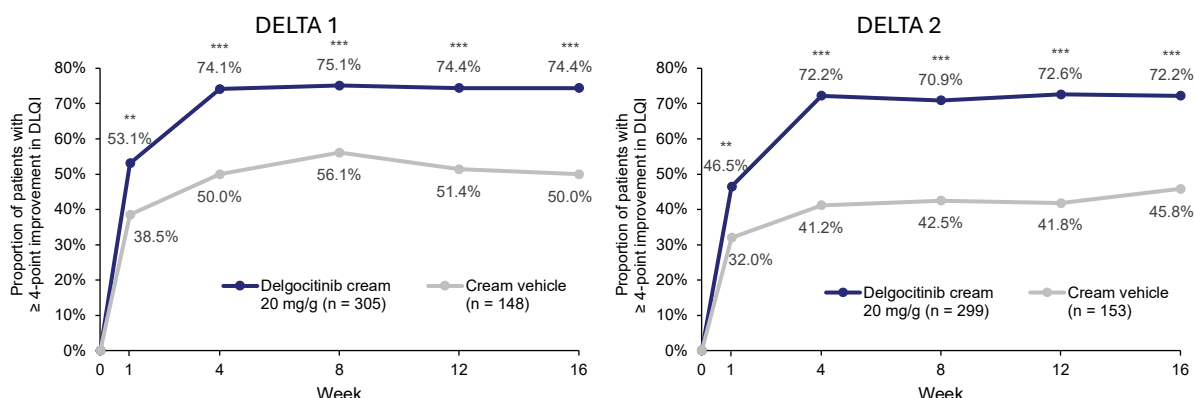 DELTA 1
Proportion of patients with
≥ 4-point improvement in DLQI
80%
70%
60%
50%
40%
30%
20%
10%
0%
**
53.1%
***
74.1%
***
75.1%
***
74.4%
***
74.4%
38.5%
50.0%
56.1%
51.4%
50.0%
Delgocitinib cream
20 mg/g (n = 305)
Cream vehicle
(n = 148)
0 1 4 8 12 16
Week
DELTA 2
Proportion of patients with
≥ 4-point improvement in DLQI
80%
70%
60%
50%
40%
30%
20%
10%
0%
**
46.5%
***
72.2%
***
70.9%
***
72.6%
***
72.2%
32.0%
41.2%
42.5%
41.8%
45.8%
Delgocitinib cream
20 mg/g (n = 299)
Cream vehicle
(n = 153)
0 1 4 8 12 16
Week